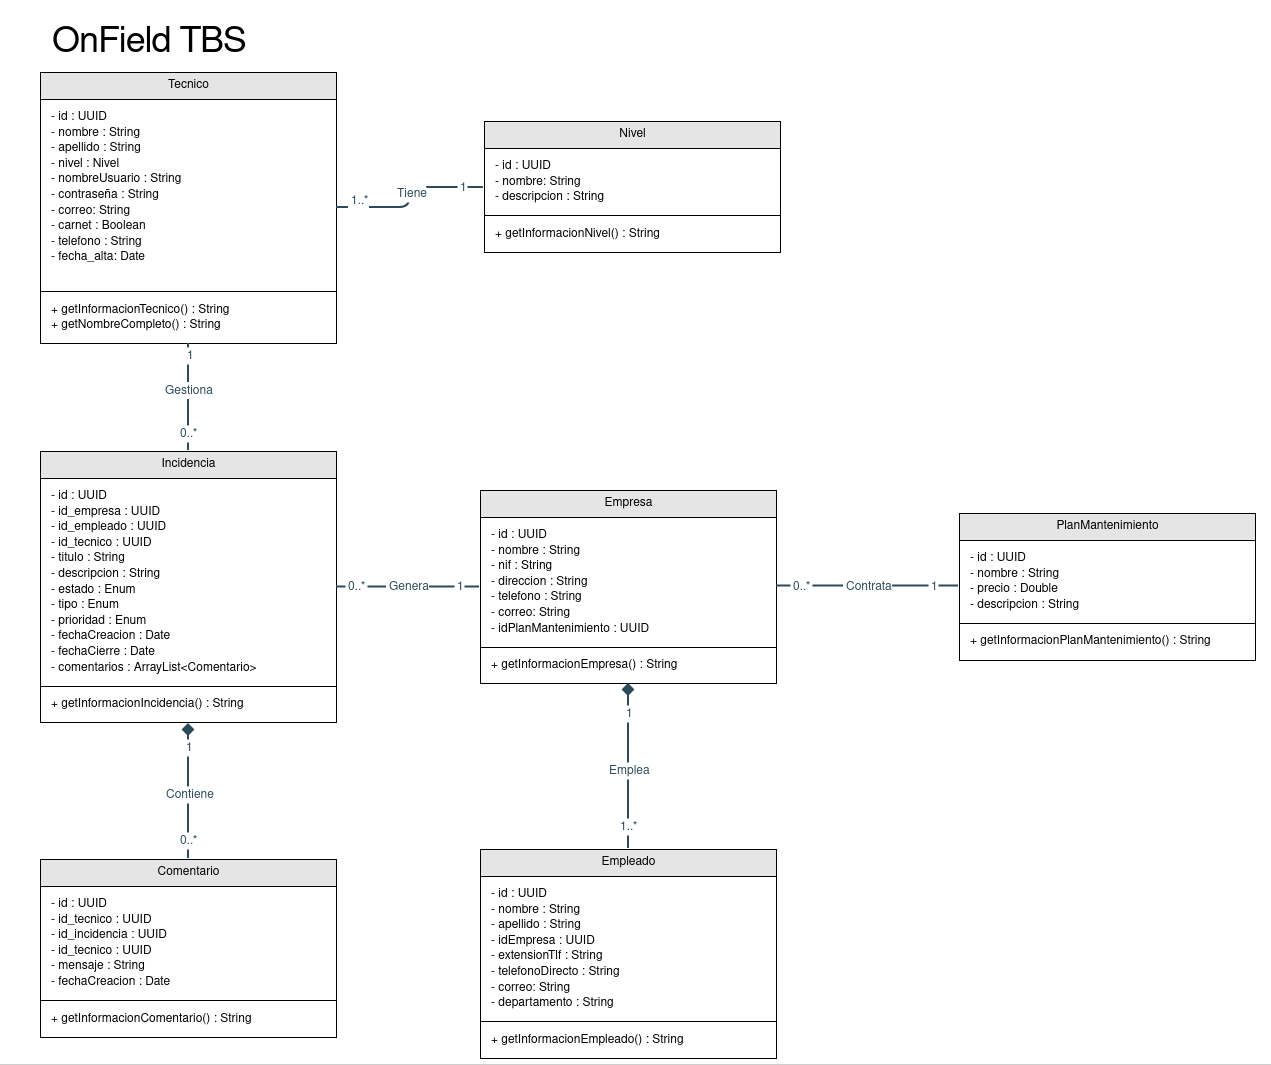 OnField TBS
Tecnico
- id : UUID
- nombre : String
- apellido : String
- nivel : Nivel
- nombreUsuario : String
- contraseña : String
- correo: String
- carnet : Boolean
- telefono : String
- fecha_alta: Date
+ getInformacionTecnico() : String
+ getNombreCompleto() : String
1..*
Tiene
1
Nivel
- id : UUID
- nombre: String
- descripcion : String
+ getInformacionNivel() : String
1
Gestiona
0..*
Incidencia
- id : UUID
- id_empresa : UUID
- id_empleado : UUID
- id_tecnico : UUID
- titulo : String
- descripcion : String
- estado : Enum
- tipo : Enum
- prioridad : Enum
- fechaCreacion : Date
- fechaCierre : Date
- comentarios : ArrayList<Comentario>
+ getInformacionIncidencia() : String
0..*
Genera
1
Empresa
- id : UUID
- nombre : String
- nif : String
- direccion : String
- telefono : String
- correo: String
- idPlanMantenimiento : UUID
+ getInformacionEmpresa() : String
0..*
Contrata
1
PlanMantenimiento
- id : UUID
- nombre : String
- precio : Double
- descripcion : String
+ getInformacionPlanMantenimiento() : String
1
Contiene
0..*
Comentario
- id : UUID
- id_tecnico : UUID
- id_incidencia : UUID
- id_tecnico : UUID
- mensaje : String
- fechaCreacion : Date
+ getInformacionComentario() : String
1
Emplea
1..*
Empleado
- id : UUID
- nombre : String
- apellido : String
- idEmpresa : UUID
- extensionTlf : String
- telefonoDirecto : String
- correo: String
- departamento : String
+ getInformacionEmpleado() : String